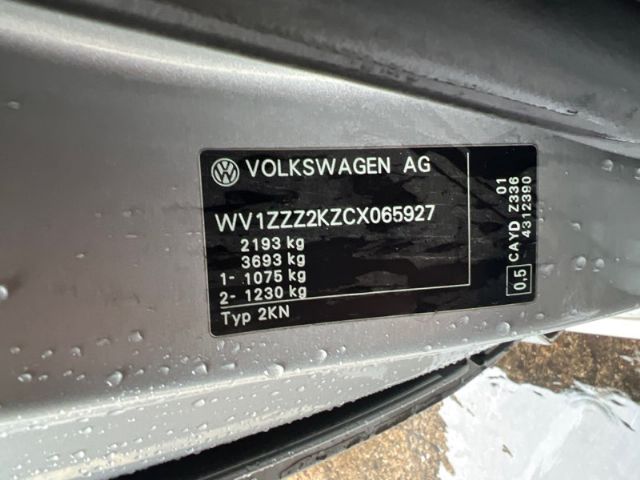 VOLKSWAGEN AG
WV1ZZZ2KZCX065927
2193 kg
3693 kg
1- 1075 kg
2- 1230 kg
Typ 2KN
01
0,5 CAYD Z336
4312390